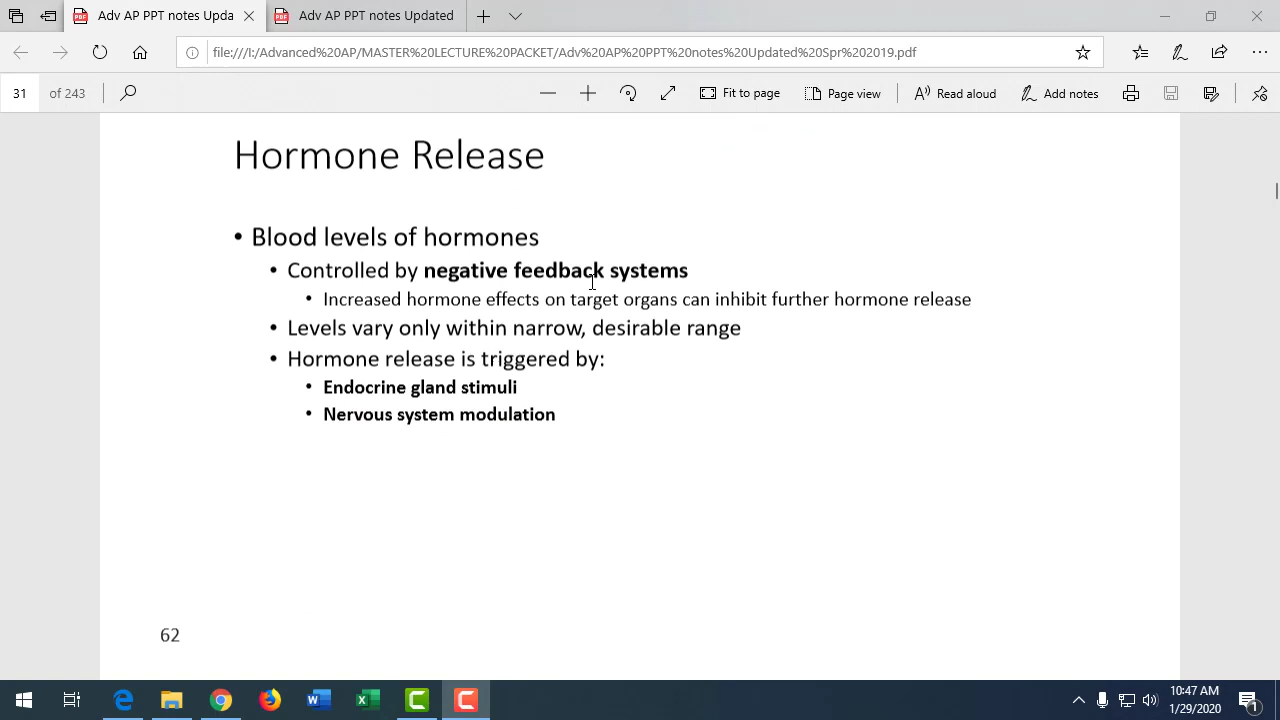 Adv AP PPT Notes Updat
Adv AP PPT Notes Updated S
file:///I:/Advanced%20AP/MASTER%20LECTURE%20PACKET/Adv%20AP%20PPT%20notes%20Updated%20Spr%202019.pdf
31 of 243 Fit to page Page view Read aloud Add notes
Hormone Release
• Blood levels of hormones
• Controlled by negative feedback systems
• Increased hormone effects on target organs can inhibit further hormone release
• Levels vary only within narrow, desirable range
• Hormone release is triggered by:
• Endocrine gland stimuli
• Nervous system modulation
62
10:47 AM
1/29/2020
1